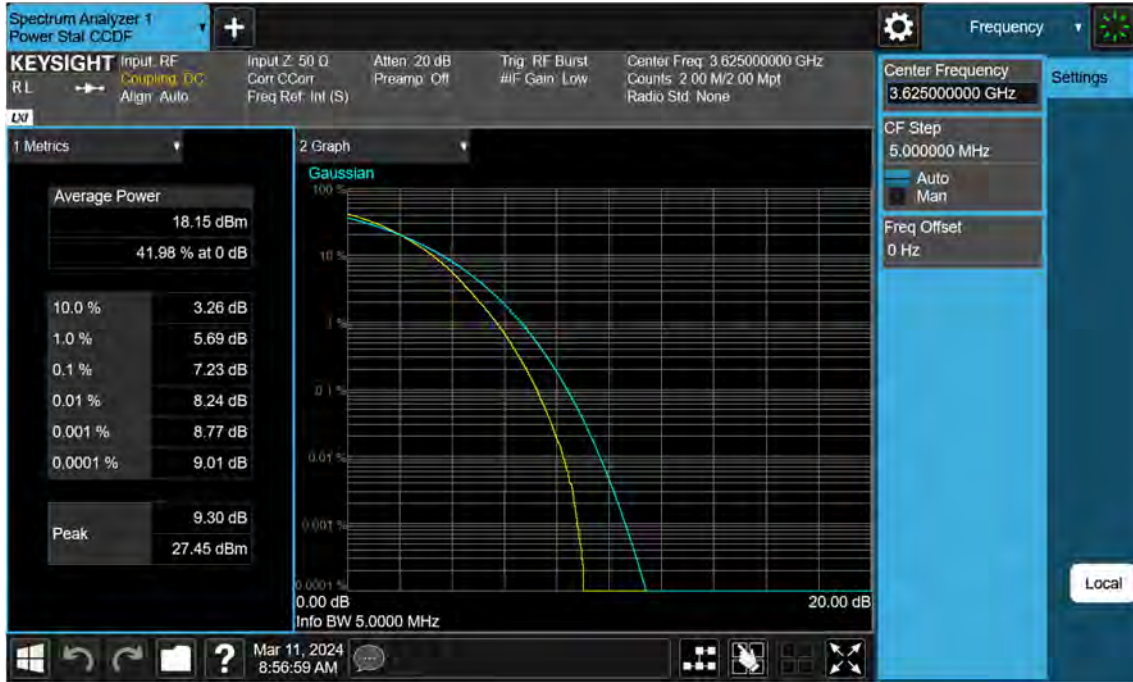 Spectrum Analyzer 1
Power Stat CCDF
+
Frequency
KEYSIGHT
RL
LXI
Input: RF
Coupling: DC
Align: Auto
Input Z: 50 Ω
Corr CCorr
Freq Ref: Int (S)
Atten: 20 dB
Preamp: Off
Trig: RF Burst
#IF Gain: Low
Center Freq: 3.625000000 GHz
Counts: 2.00 M/2.00 Mpt
Radio Std: None
Center Frequency
3.625000000 GHz
Settings
CF Step
5.000000 MHz
Auto
Man
Freq Offset
0 Hz
Local
1 Metrics
Average Power
18.15 dBm
41.98 % at 0 dB
10.0 % 3.26 dB
1.0 % 5.69 dB
0.1 % 7.23 dB
0.01 % 8.24 dB
0.001 % 8.77 dB
0.0001 % 9.01 dB
Peak
9.30 dB
27.45 dBm
2 Graph
Gaussian
100 %
10 %
1 %
0.1 %
0.01 %
0.001 %
0.0001 %
0.00 dB 20.00 dB
Info BW 5.0000 MHz
?
Mar 11, 2024
8:56:59 AM